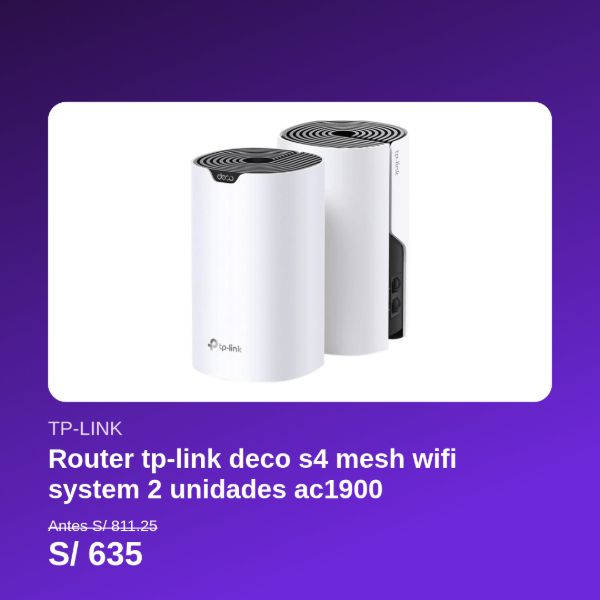 deco
tp-link
tp-link
TP-LINK
Router tp-link deco s4 mesh wifi
system 2 unidades ac1900
Antes S/ 811.25
S/ 635